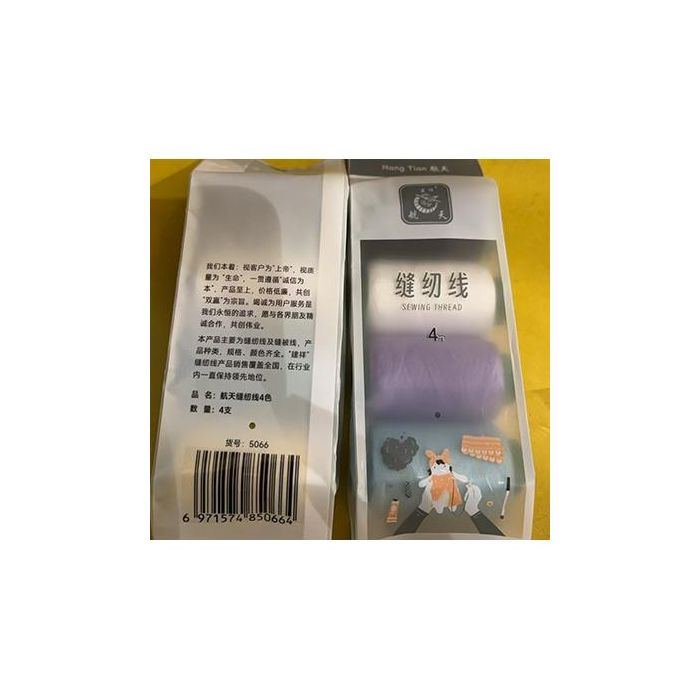 我们本着：视客户为"上帝"，视质
量为"生命"，一贯遵循"诚信为
本"，产品至上，价格低廉，共创
"双赢"为宗旨。竭诚为用户服务是
我们永恒的追求，愿与各界朋友精
诚合作，共创伟业。
本产品主要为缝纫线及缝被线，产
品种类，规格、颜色齐全。"建祥"
缝纫线产品销售覆盖全国，在行业
内一直保持领先地位。
品 名：航天缝纫线4色
数 量：4支
货号：5066
6 971574 850664
Hang Tian 航天
航 天
缝纫线
SEWING THREAD
4